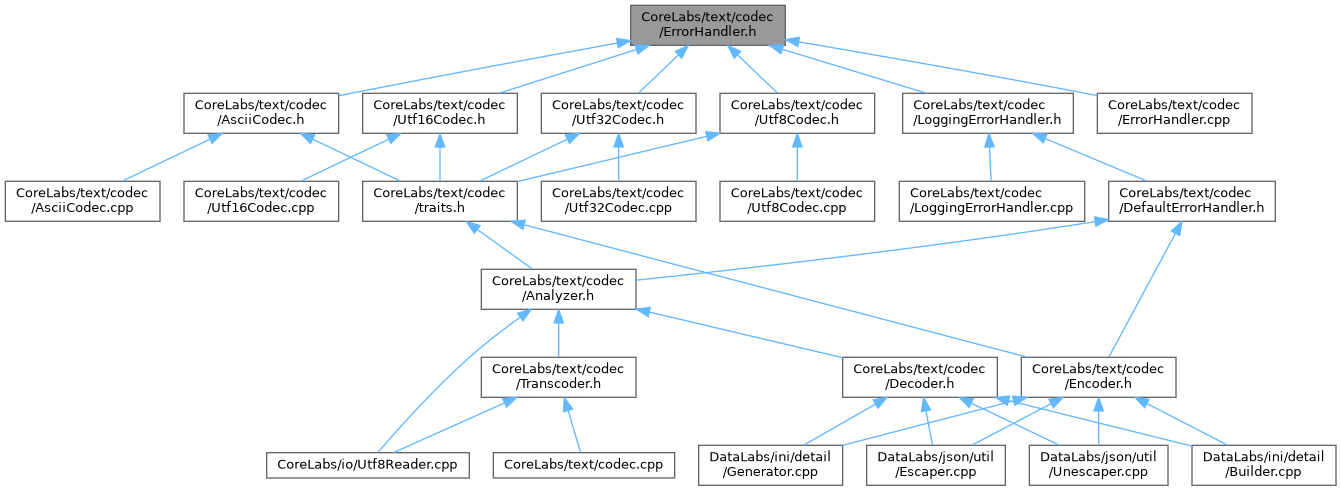 CoreLabs/text/codec
/ErrorHandler.h
CoreLabs/text/codec
/AsciiCodec.h
CoreLabs/text/codec
/Utf16Codec.h
CoreLabs/text/codec
/Utf32Codec.h
CoreLabs/text/codec
/Utf8Codec.h
CoreLabs/text/codec
/LoggingErrorHandler.h
CoreLabs/text/codec
/ErrorHandler.cpp
CoreLabs/text/codec
/AsciiCodec.cpp
CoreLabs/text/codec
/Utf16Codec.cpp
CoreLabs/text/codec
/traits.h
CoreLabs/text/codec
/Utf32Codec.cpp
CoreLabs/text/codec
/Utf8Codec.cpp
CoreLabs/text/codec
/LoggingErrorHandler.cpp
CoreLabs/text/codec
/DefaultErrorHandler.h
CoreLabs/text/codec
/Analyzer.h
CoreLabs/text/codec
/Transcoder.h
CoreLabs/text/codec
/Decoder.h
CoreLabs/text/codec
/Encoder.h
CoreLabs/io/Utf8Reader.cpp
CoreLabs/text/codec.cpp
DataLabs/ini/detail
/Generator.cpp
DataLabs/json/util
/Escaper.cpp
DataLabs/json/util
/Unescaper.cpp
DataLabs/ini/detail
/Builder.cpp